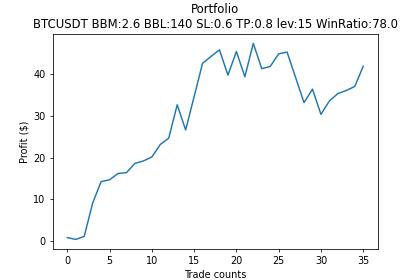 Portfolio
BTCUSDT BBM:2.6 BBL:140 SL:0.6 TP:0.8 lev:15 WinRatio:78.0
Profit ($)
40
30
20
10
0
0 5 10 15 20 25 30 35
Trade counts